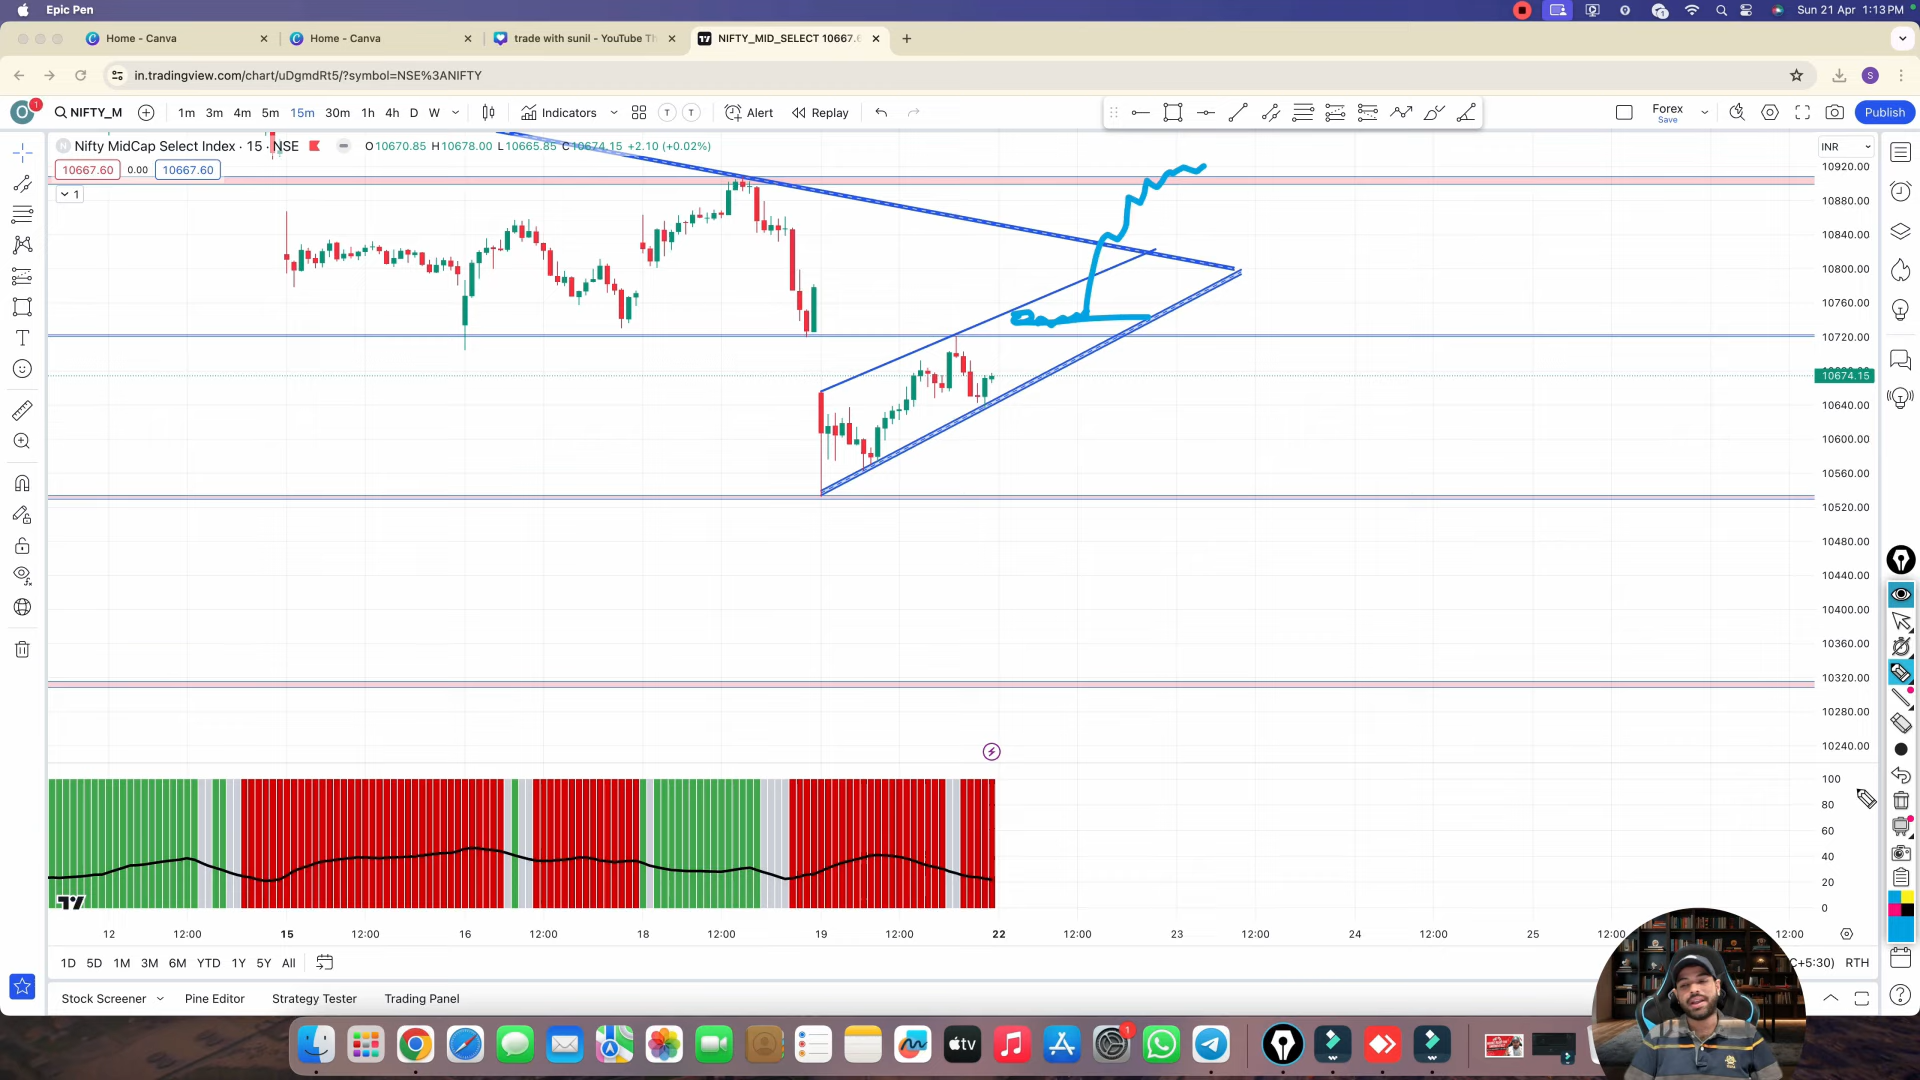 Epic Pen
Sun 21 Apr 1:13 PM
Home - Canva
Home - Canva
trade with sunil - YouTube Th
NIFTY_MID_SELECT 10667.6
in.tradingview.com/chart/uDgmdRt5/?symbol=NSE%3ANIFTY
S
O 1 NIFTY_M 1m 3m 4m 5m 15m 30m 1h 4h D W Indicators T T Alert Replay Forex Save Publish
N Nifty MidCap Select Index · 15 · NSE O10670.85 H10678.00 L10665.85 C10674.15 +2.10 (+0.02%)
INR
10667.60 0.00 10667.60
1
10920.00
10880.00
10840.00
10800.00
10760.00
10720.00
10674.15
10640.00
10600.00
10560.00
10520.00
10480.00
10440.00
10400.00
10360.00
10320.00
10280.00
10240.00
100
80
60
40
20
0
12 12:00 15 12:00 16 12:00 18 12:00 19 12:00 22 12:00 23 12:00 24 12:00 25 12:00 12:00
1D 5D 1M 3M 6M YTD 1Y 5Y All
C+5:30) RTH
Stock Screener Pine Editor Strategy Tester Trading Panel
tv
1